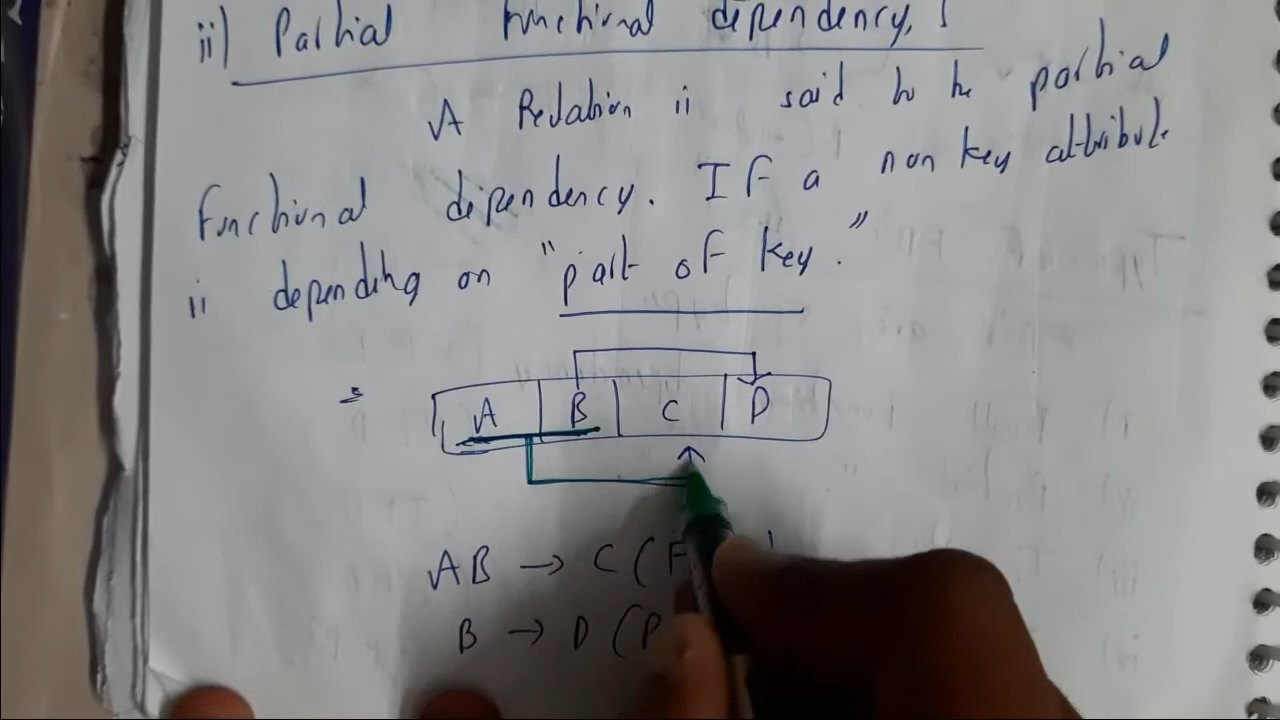 ii) Partial functional dependency,
A Relation is said to be partial
functional dependency. IF a non key attribute
is depending on "part of key."
A B C D
AB → C (F
B → D (P